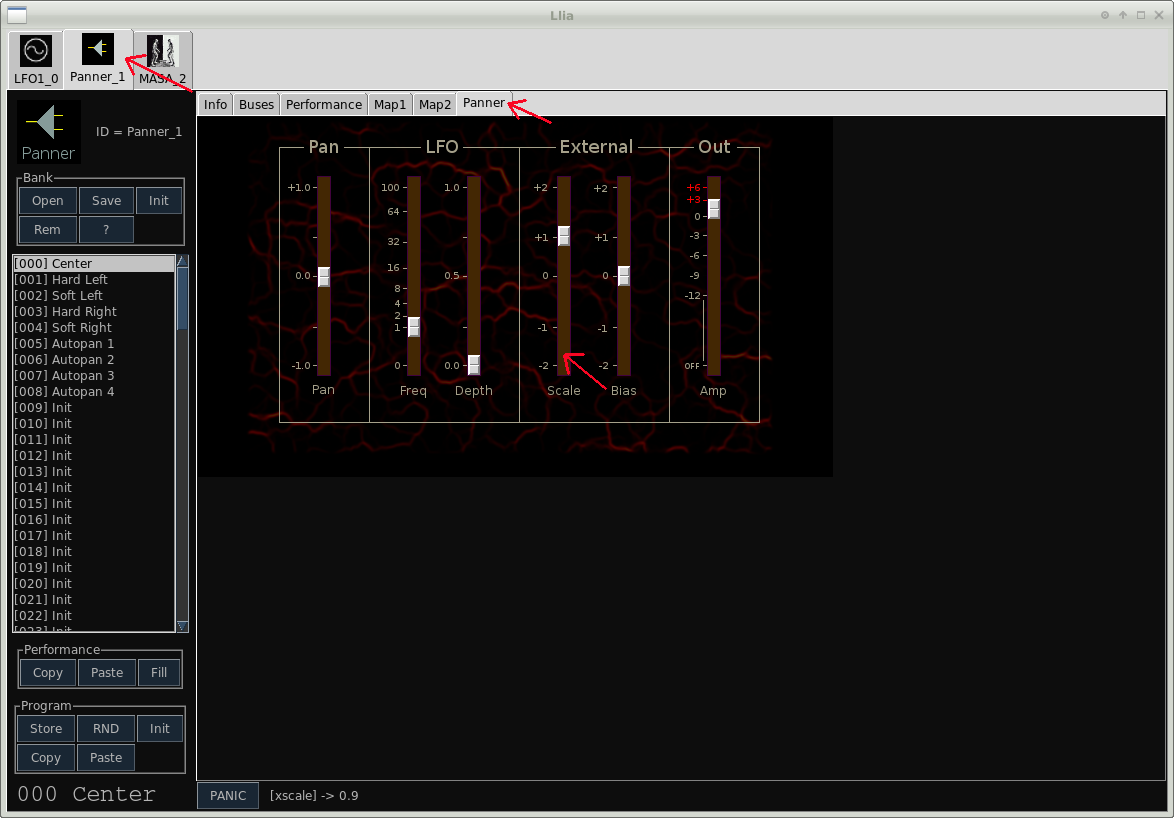 Llia
LFO1_0 Panner_1 MASA_2
Info Buses Performance Map1 Map2 Panner
Panner
ID = Panner_1
Bank
Open Save Init
Rem ?
[000] Center
[001] Hard Left
[002] Soft Left
[003] Hard Right
[004] Soft Right
[005] Autopan 1
[006] Autopan 2
[007] Autopan 3
[008] Autopan 4
[009] Init
[010] Init
[011] Init
[012] Init
[013] Init
[014] Init
[015] Init
[016] Init
[017] Init
[018] Init
[019] Init
[020] Init
[021] Init
[022] Init
[023] Init
Performance
Copy Paste Fill
Program
Store RND Init
Copy Paste
000 Center
Pan
+1.0
0.0
-1.0
Pan
LFO
100
64
32
16
8
4
2
1
0
Freq
1.0
0.5
0.0
Depth
External
+2
+1
0
-1
-2
Scale
+2
+1
0
-1
-2
Bias
Out
+6
+3
0
-3
-6
-9
-12
OFF
Amp
PANIC [xscale] -> 0.9